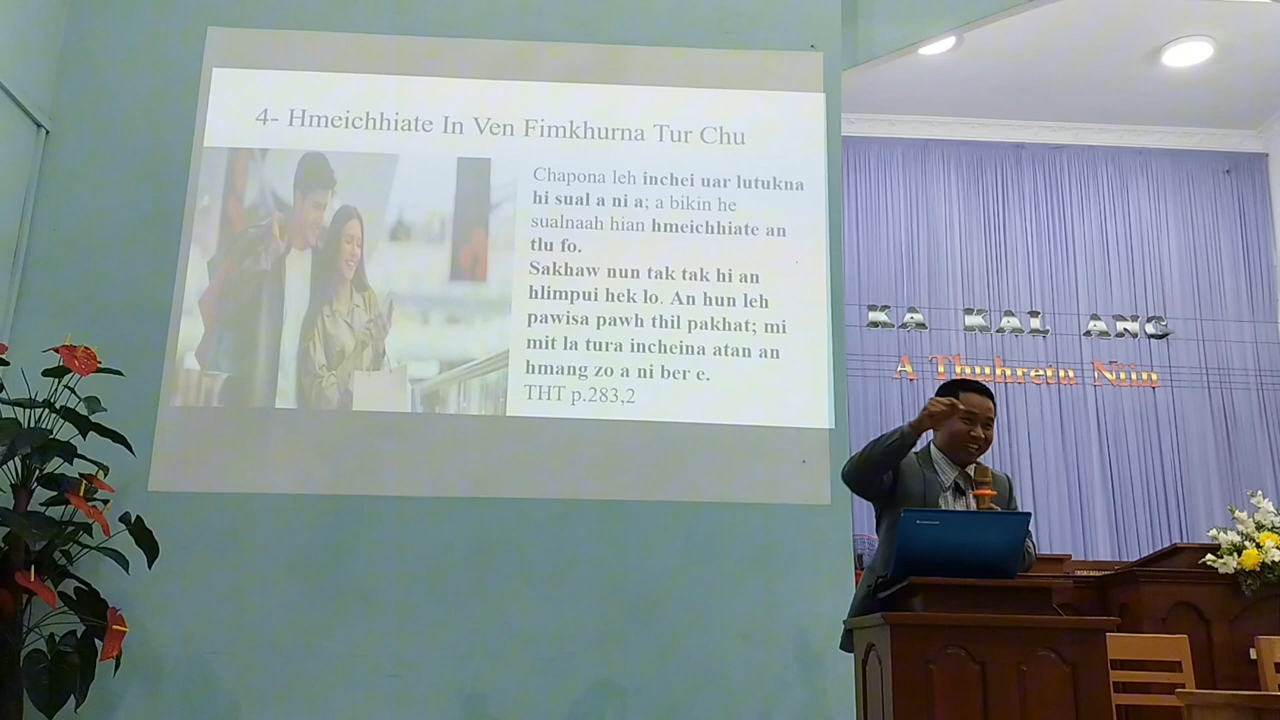 4- Hmeichhiate In Ven Fimkhurna Tur Chu
Chapona leh inchei uar lutukna
hi sual a ni a; a bikin he
sualnaah hian hmeichhiate an
tlu fo.
Sakhaw nun tak tak hi an
hlimpui hek lo. An hun leh
pawisa pawh thil pakhat; mi
mit la tura incheina atan an
hmang zo a ni ber e.
THT p.283,2
KA KAL ANG
A Thuhretu Niin